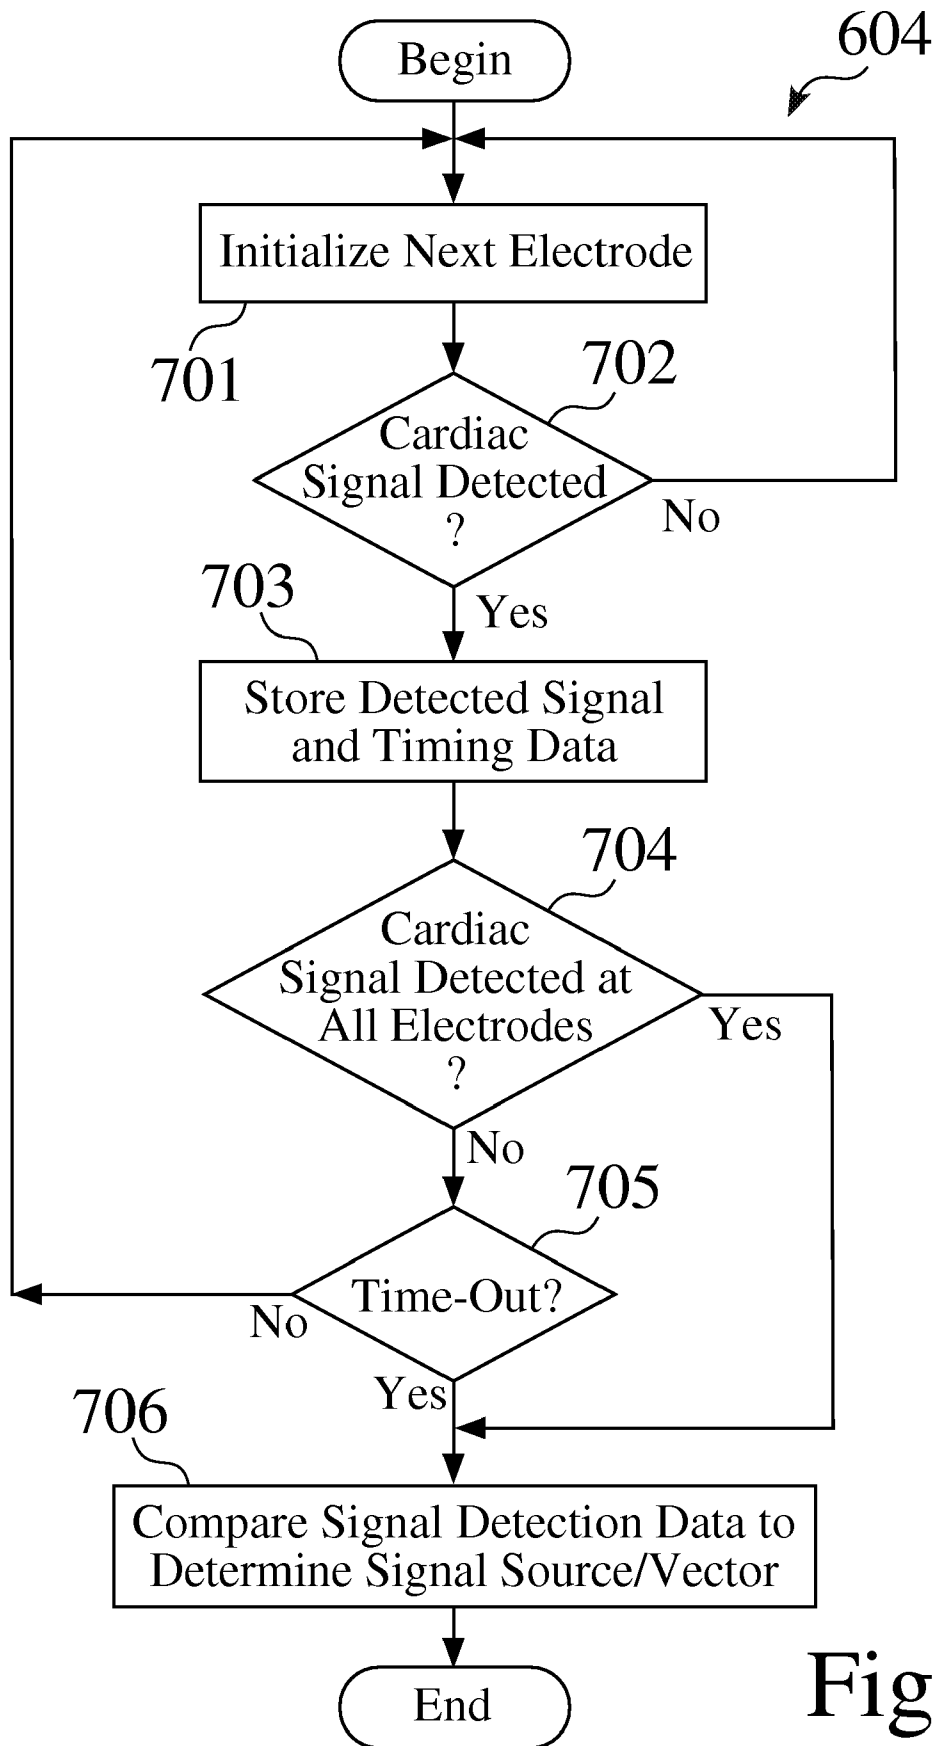 Begin
604
Initialize Next Electrode
701
702
Cardiac
Signal Detected
?
No
703
Yes
Store Detected Signal
and Timing Data
704
Cardiac
Signal Detected at
All Electrodes
?
Yes
No
705
Time-Out?
No
Yes
706
Compare Signal Detection Data to
Determine Signal Source/Vector
End
Fig